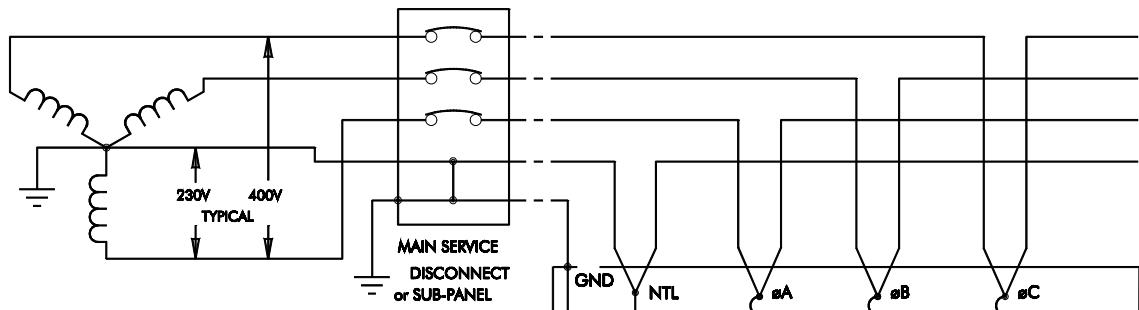 230V 400V
TYPICAL
MAIN SERVICE
DISCONNECT
or SUB-PANEL
GND
NTL
øA
øB
øC